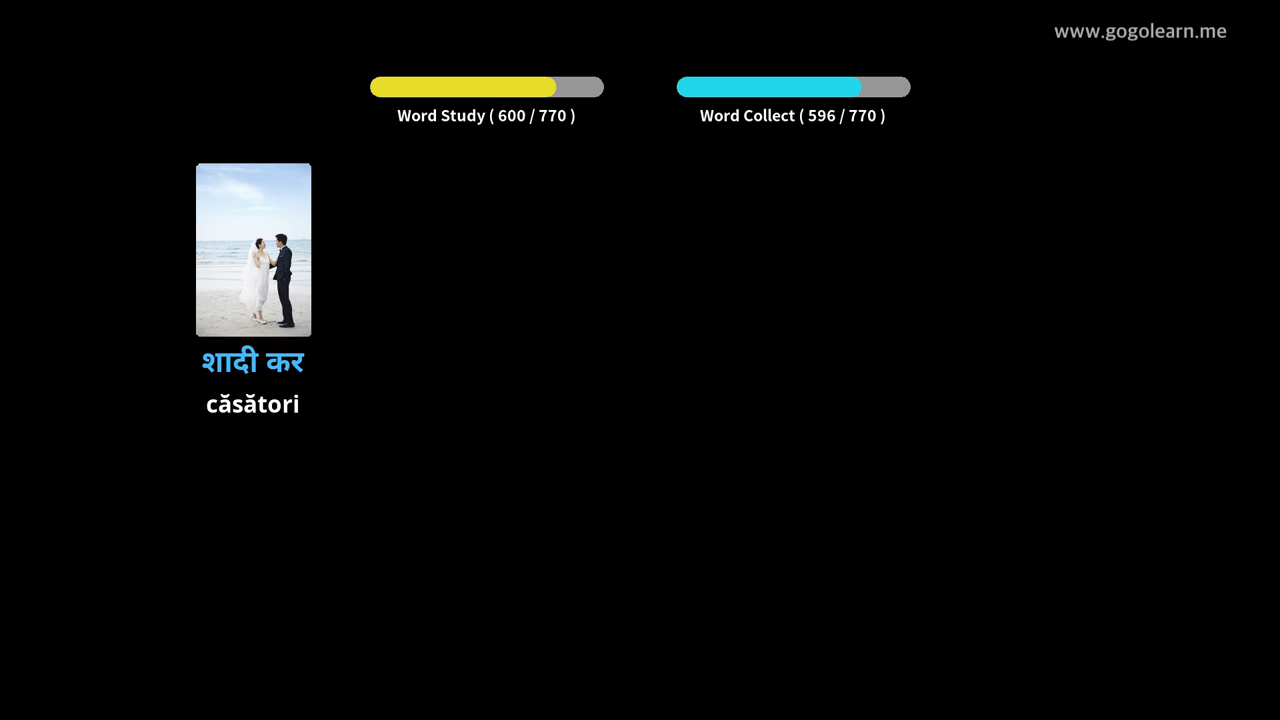 www.gogolearn.me
Word Study ( 600 / 770 )
Word Collect ( 596 / 770 )
शादी कर
căsători